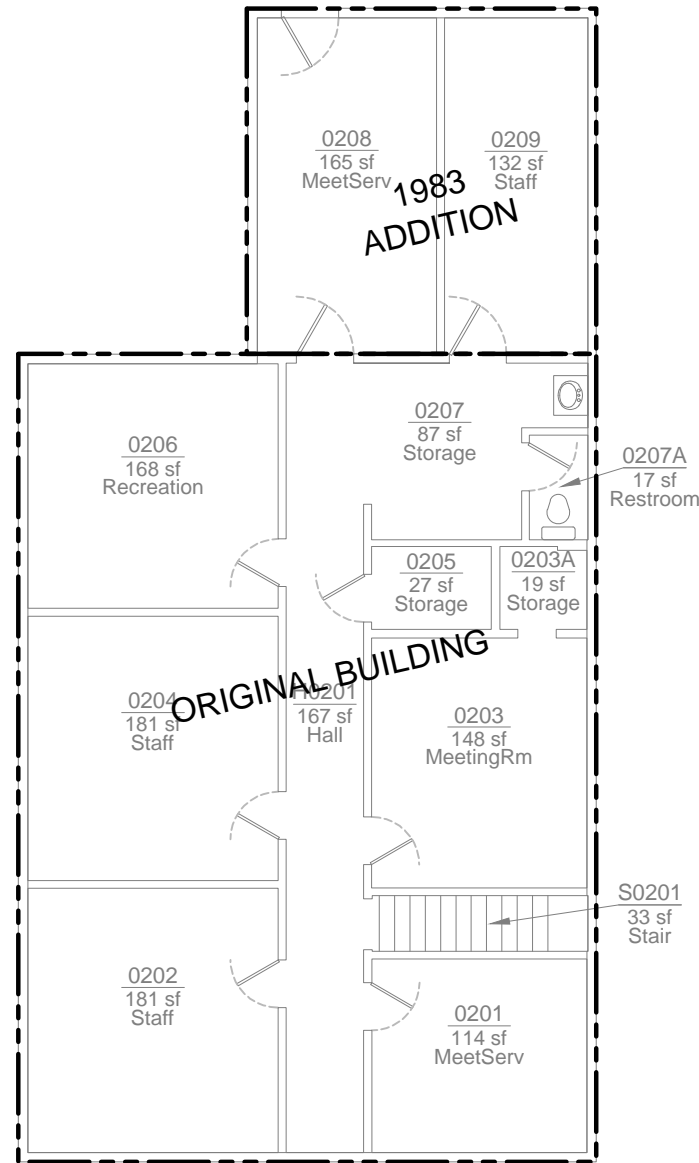 0208
165 sf
MeetServ
0209
132 sf
Staff
1983
ADDITION
0206
168 sf
Recreation
0207
87 sf
Storage
0207A
17 sf
Restroom
0205
27 sf
Storage
0203A
19 sf
Storage
ORIGINAL BUILDING
0204
181 sf
Staff
H0201
167 sf
Hall
0203
148 sf
MeetingRm
S0201
33 sf
Stair
0202
181 sf
Staff
0201
114 sf
MeetServ